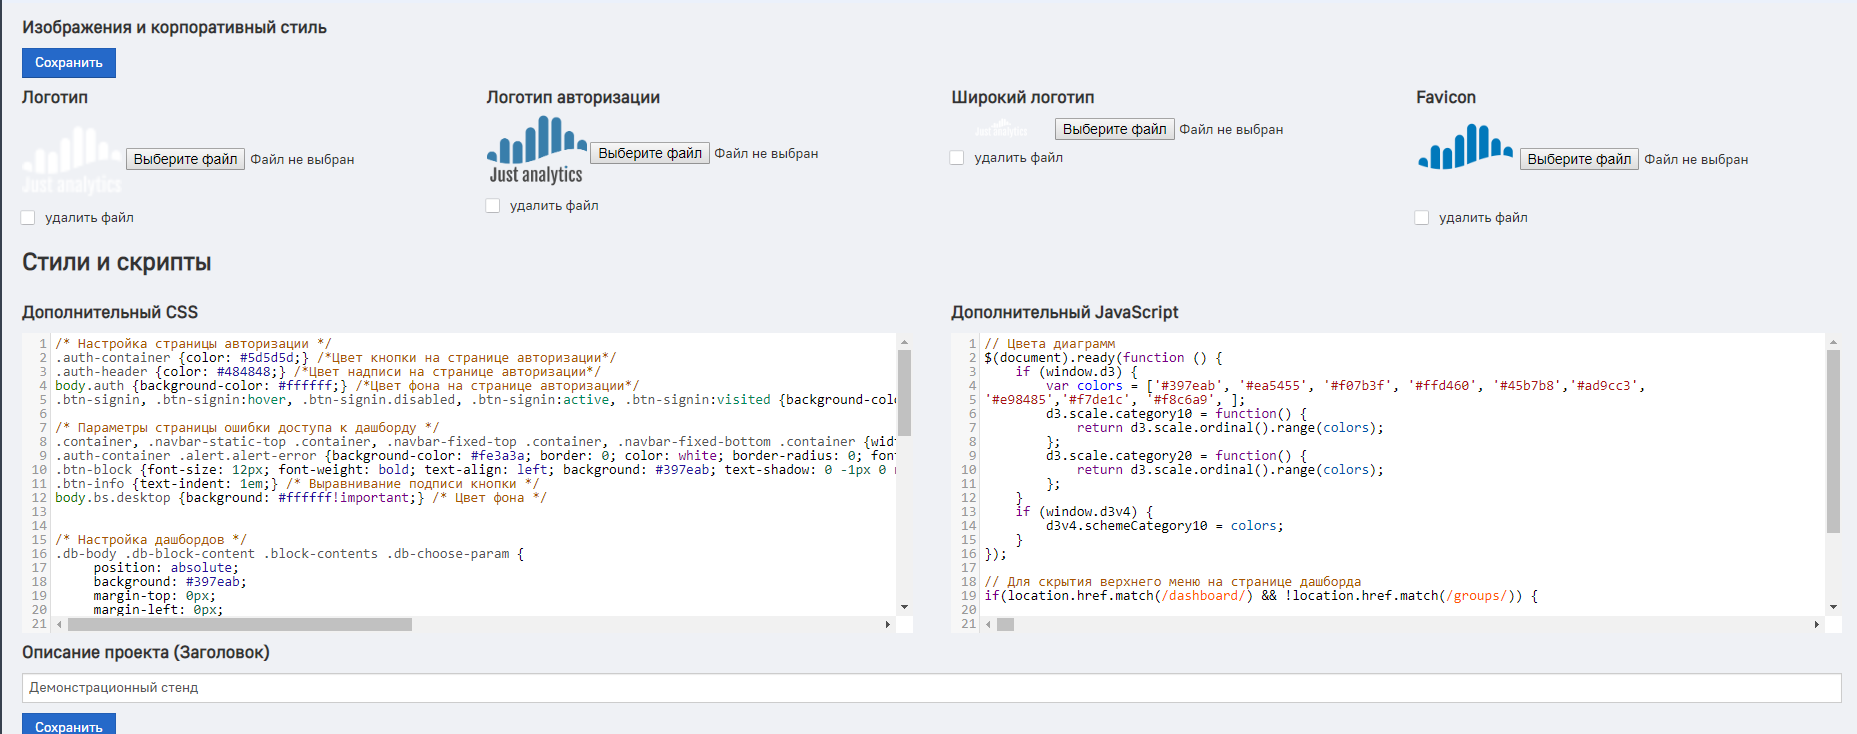 Изображения и корпоративный стиль
Сохранить
Логотип
Just analytics
Выберите файл Файл не выбран
удалить файл
Логотип авторизации
Just analytics
Выберите файл Файл не выбран
удалить файл
Широкий логотип
Just analytics
Выберите файл Файл не выбран
удалить файл
Favicon
Выберите файл Файл не выбран
удалить файл
Стили и скрипты
Дополнительный CSS
1 /* Настройка страницы авторизации */
2 .auth-container {color: #5d5d5d;} /*Цвет кнопки на странице авторизации*/
3 .auth-header {color: #484848;} /*Цвет надписи на странице авторизации*/
4 body.auth {background-color: #ffffff;} /*Цвет фона на странице авторизации*/
5 .btn-signin, .btn-signin:hover, .btn-signin.disabled, .btn-signin:active, .btn-signin:visited {background-col
6
7 /* Параметры страницы ошибки доступа к дашборду */
8 .container, .navbar-static-top .container, .navbar-fixed-top .container, .navbar-fixed-bottom .container {wid
9 .auth-container .alert.alert-error {background-color: #fe3a3a; border: 0; color: white; border-radius: 0; fon
10 .btn-block {font-size: 12px; font-weight: bold; text-align: left; background: #397eab; text-shadow: 0 -1px 0
11 .btn-info {text-indent: 1em;} /* Выравнивание подписи кнопки */
12 body.bs.desktop {background: #ffffff!important;} /* Цвет фона */
13
14
15 /* Настройка дашбордов */
16 .db-body .db-block-content .block-contents .db-choose-param {
17 position: absolute;
18 background: #397eab;
19 margin-top: 0px;
20 margin-left: 0px;
21
Дополнительный JavaScript
1 // Цвета диаграмм
2 $(document).ready(function () {
3 if (window.d3) {
4 var colors = ['#397eab', '#ea5455', '#f07b3f', '#ffd460', '#45b7b8','#ad9cc3',
5 '#e98485','#f7de1c', '#f8c6a9', ];
6 d3.scale.category10 = function() {
7 return d3.scale.ordinal().range(colors);
8 };
9 d3.scale.category20 = function() {
10 return d3.scale.ordinal().range(colors);
11 };
12 }
13 if (window.d3v4) {
14 d3v4.schemeCategory10 = colors;
15 }
16 });
17
18 // Для скрытия верхнего меню на странице дашборда
19 if(location.href.match(/dashboard/) && !location.href.match(/groups/)) {
20
21
Описание проекта (Заголовок)
Демонстрационный стенд
Сохранить